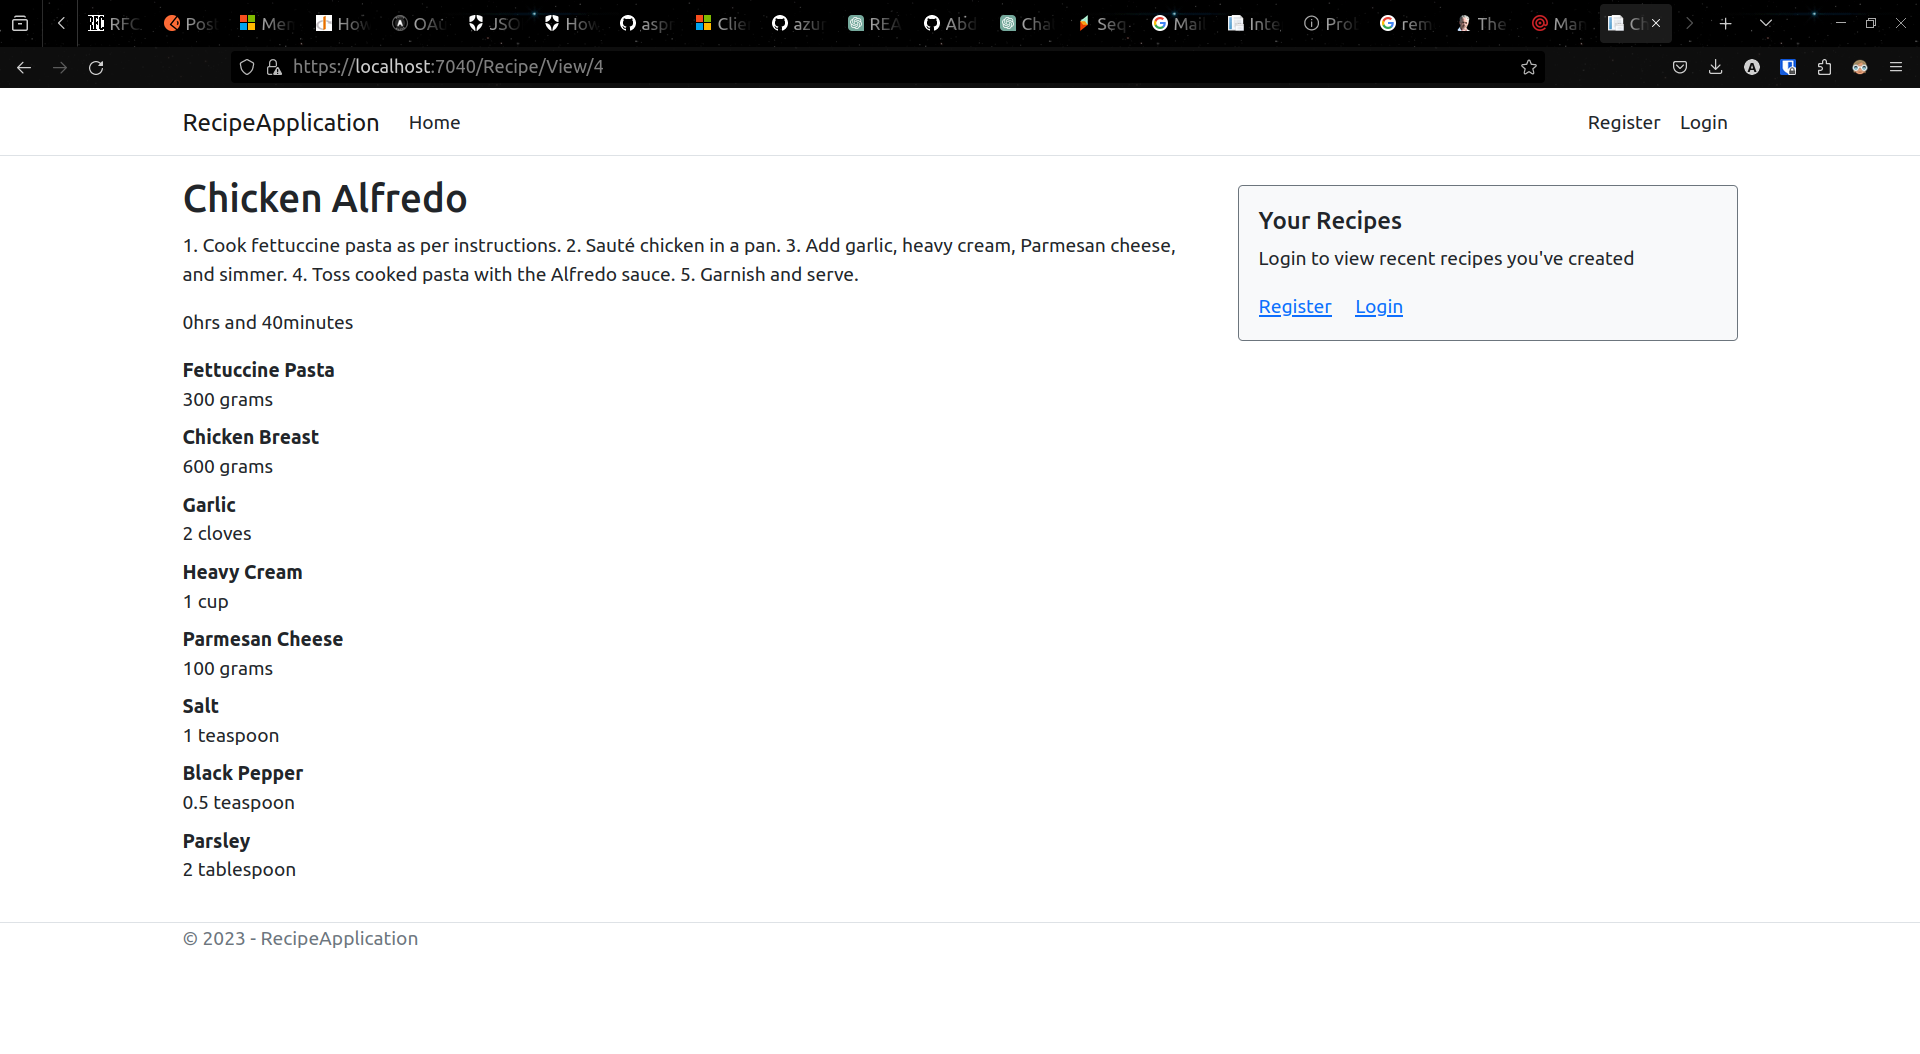 RFC Post Mer How OAu JSO How asp azur Clie REA Abd Chai Seq Mail Inte Pro rem The Mar Ch
https://localhost:7040/Recipe/View/4
RecipeApplication Home Register Login
Chicken Alfredo
1. Cook fettuccine pasta as per instructions. 2. Sauté chicken in a pan. 3. Add garlic, heavy cream, Parmesan cheese,
and simmer. 4. Toss cooked pasta with the Alfredo sauce. 5. Garnish and serve.
0hrs and 40minutes
Fettuccine Pasta
300 grams
Chicken Breast
600 grams
Garlic
2 cloves
Heavy Cream
1 cup
Parmesan Cheese
100 grams
Salt
1 teaspoon
Black Pepper
0.5 teaspoon
Parsley
2 tablespoon
Your Recipes
Login to view recent recipes you've created
Register Login
© 2023 - RecipeApplication